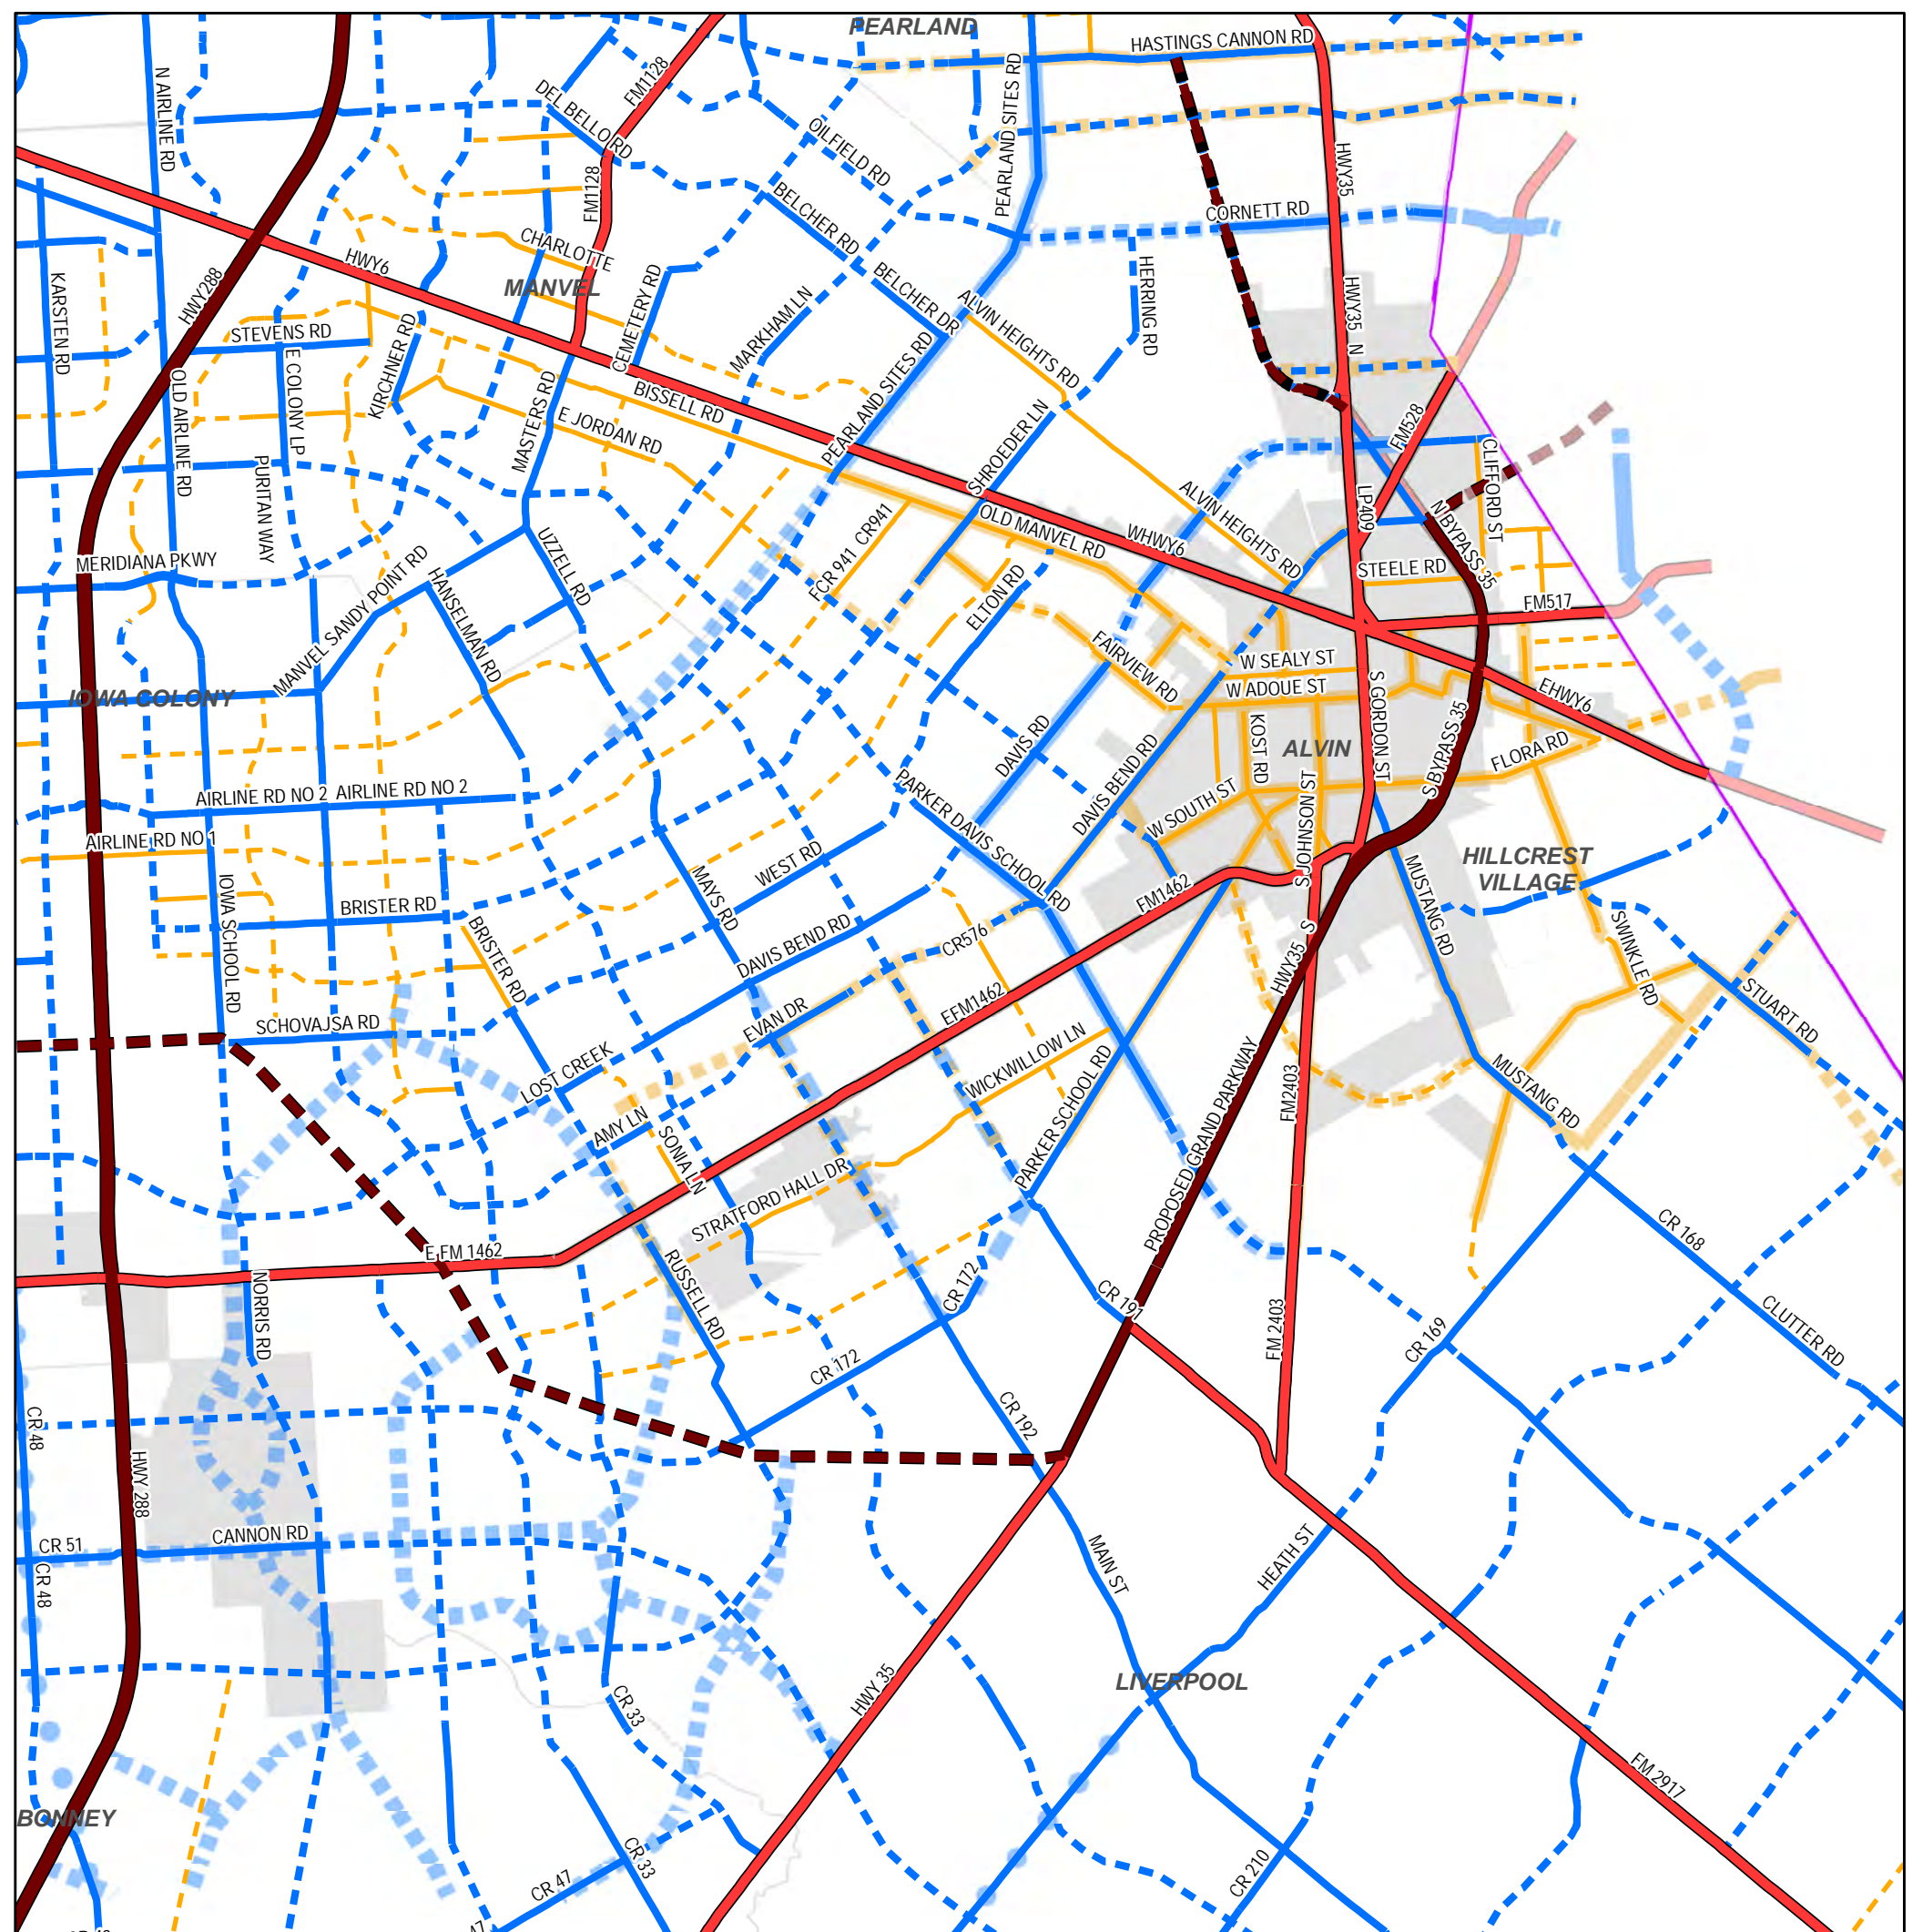 PEARLAND
HASTINGS CANNON RD
N AIRLINE RD
FM1128
PEARLAND SITES RD
DEL BELLO RD
OILFIELD RD
HWY35
FM1128
BELCHER RD
CORNETT RD
CHARLOTTE
HWY6
MANVEL
HERRING RD
KARSTEN RD
HWY288
CEMETERY RD
MARKHAM LN
BELCHER DR
ALVIN HEIGHTS RD
HWY35 N
STEVENS RD
E COLONY LP
KIRCHNER RD
PEARLAND SITES RD
OLD AIRLINE RD
MASTERS RD
BISSELL RD
E JORDAN RD
SHROEDER LN
FM528
CLIFFORD ST
PURITAN WAY
ALVIN HEIGHTS RD
LP409
N BYPASS 35
OLD MANVEL RD
WHWY6
MERIDIANA PKWY
UZZELL RD
FCR 941 CR941
STEELE RD
MANVEL SANDY POINT RD
HANSELMAN RD
ELTON RD
FM517
FAIRVIEW RD
W SEALY ST
W ADOUE ST
IOWA COLONY
S GORDON ST
EHWY6
DAVIS RD
KOST RD
ALVIN
S BYPASS 35
FLORA RD
DAVIS BEND RD
AIRLINE RD NO 2 AIRLINE RD NO 2
PARKER DAVIS SCHOOL RD
W SOUTH ST
S JOHNSON ST
AIRLINE RD NO 1
WEST RD
HILLCREST
VILLAGE
MUSTANG RD
IOWA SCHOOL RD
BRISTER RD
MAYS RD
FM1462
BRISTER RD
DAVIS BEND RD
CR576
HWY35 S
SWINKLE RD
STUART RD
SCHOVAJSA RD
EVAN DR
EFM1462
LOST CREEK
WICKWILLOW LN
PARKER SCHOOL RD
PROPOSED GRAND PARKWAY
FM2403
MUSTANG RD
AMY LN
SONIA LN
STRATFORD HALL DR
E FM 1462
CR 168
NORRIS RD
RUSSELL RD
CR 172
CR 191
FM 2403
CR 169
CLUTTER RD
CR 172
CR 192
CR 48
HWY 288
CANNON RD
CR 51
CR 48
MAIN ST
HEATH ST
LIVERPOOL
HWY 35
CR 33
FM 2917
BONNEY
CR 33
CR 47
CR 210
47